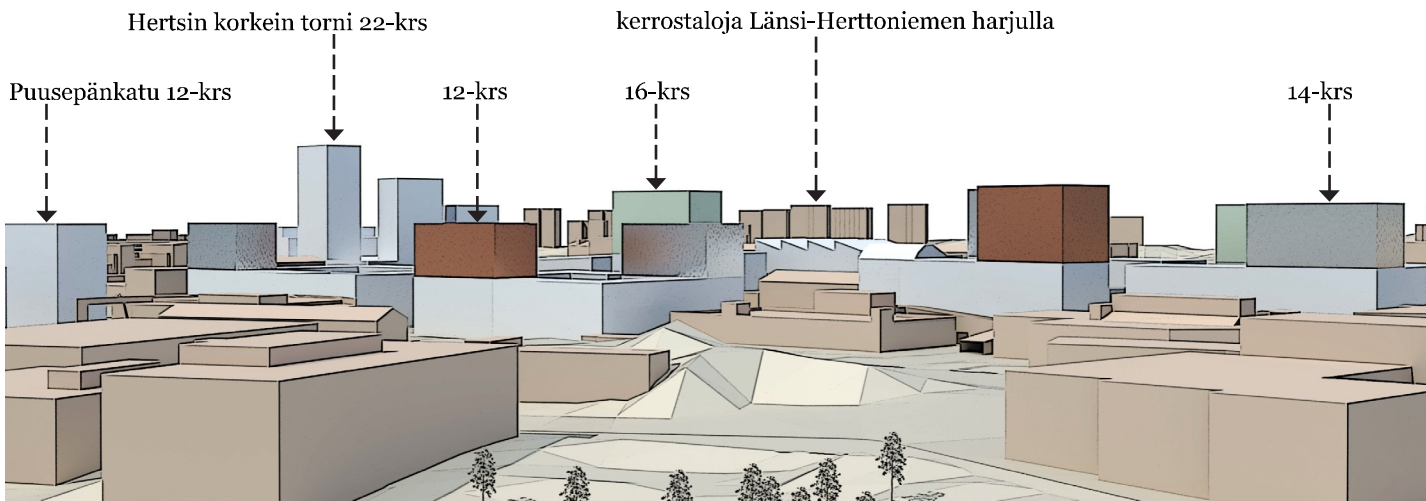 Hertsin korkein torni 22-krs
kerrostaloja Länsi-Herttoniemen harjulla
Puusepänkatu 12-krs
12-krs
16-krs
14-krs